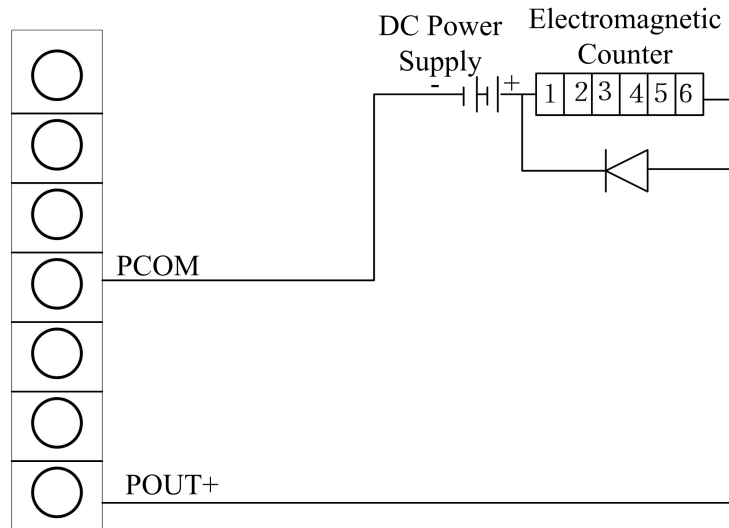 DC Power
Supply
Electromagnetic
Counter
- +
1 2 3 4 5 6
PCOM
POUT+